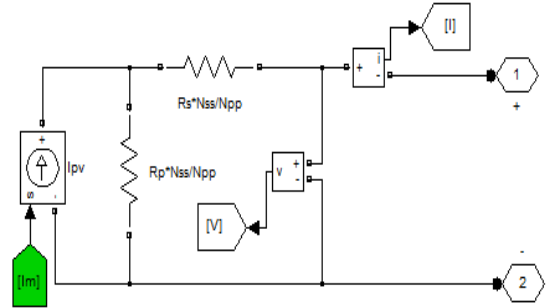 [I]
i
+
-
1
+
Rs*Nss/Npp
+
Ipv
s
-
Rp*Nss/Npp
v
+
-
[V]
[Im]
-
2